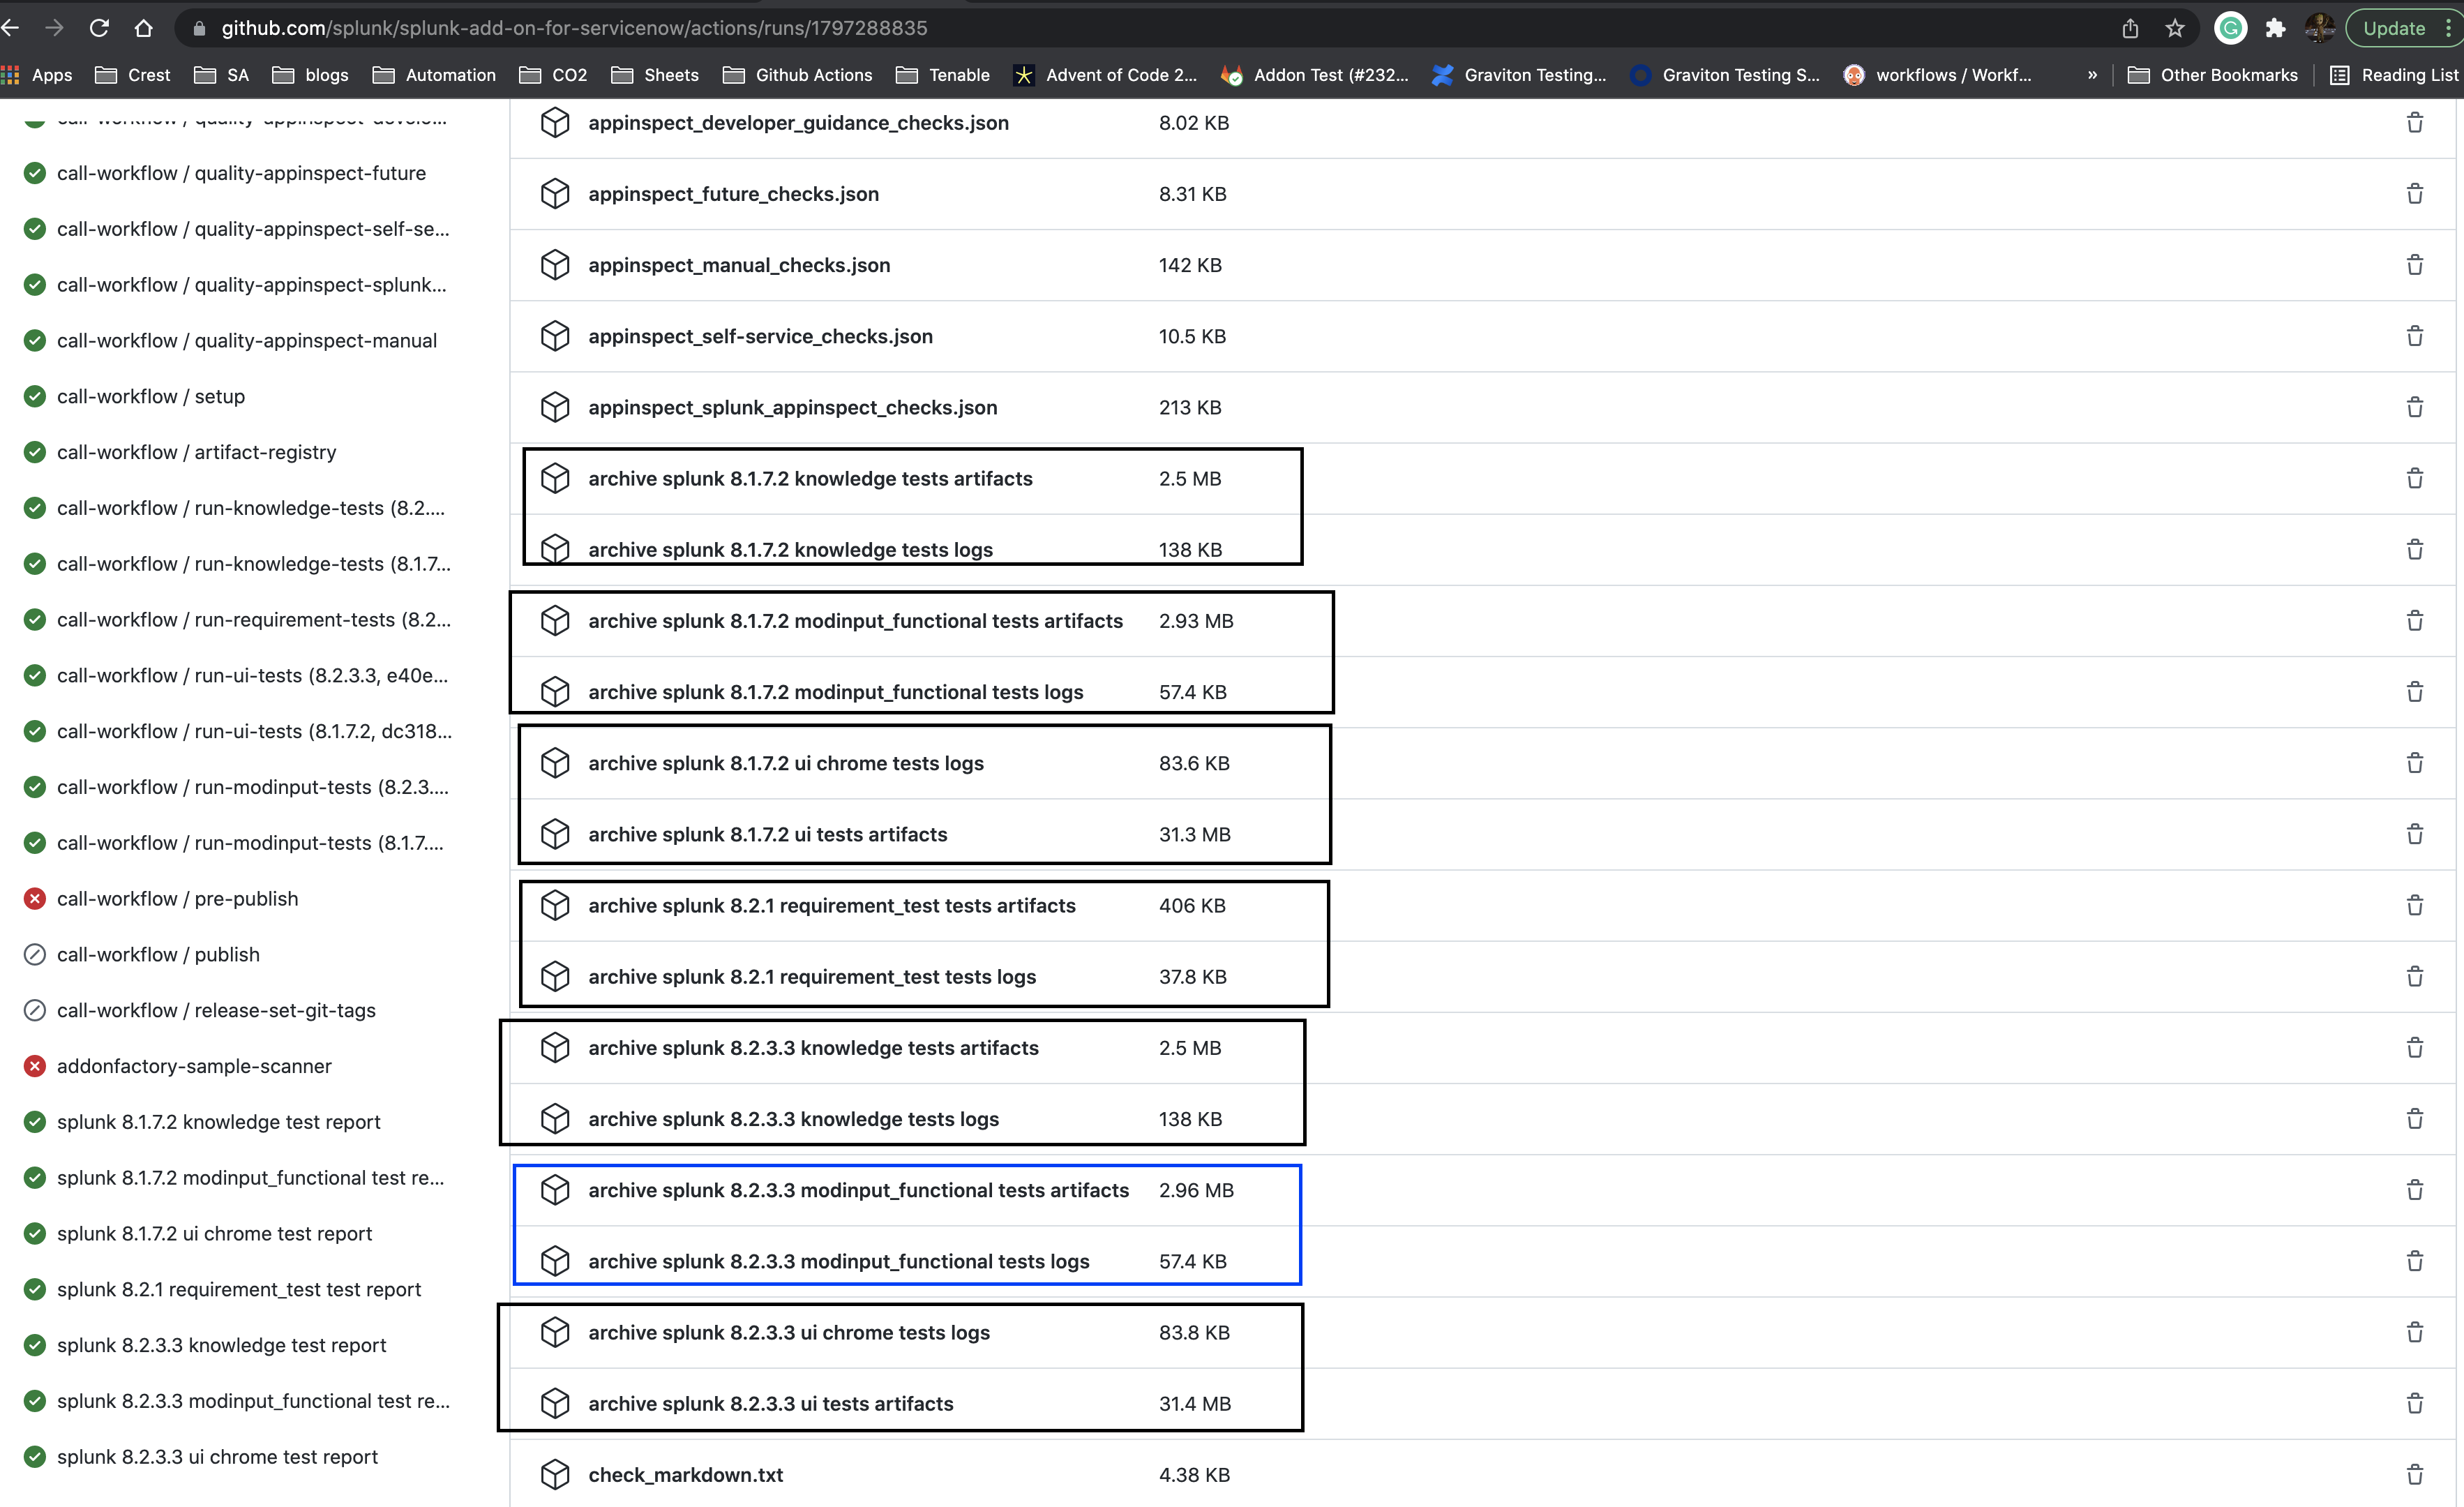 github.com/splunk/splunk-add-on-for-servicenow/actions/runs/1797288835
Update
Apps
Crest
SA
blogs
Automation
CO2
Sheets
Github Actions
Tenable
Advent of Code 2...
Addon Test (#232...
Graviton Testing...
Graviton Testing S...
workflows / Workf...
»
Other Bookmarks
Reading List
call-workflow / quality-appinspect-develo...
call-workflow / quality-appinspect-future
call-workflow / quality-appinspect-self-se...
call-workflow / quality-appinspect-splunk...
call-workflow / quality-appinspect-manual
call-workflow / setup
call-workflow / artifact-registry
call-workflow / run-knowledge-tests (8.2....
call-workflow / run-knowledge-tests (8.1.7...
call-workflow / run-requirement-tests (8.2...
call-workflow / run-ui-tests (8.2.3.3, e40e...
call-workflow / run-ui-tests (8.1.7.2, dc318...
call-workflow / run-modinput-tests (8.2.3....
call-workflow / run-modinput-tests (8.1.7....
call-workflow / pre-publish
call-workflow / publish
call-workflow / release-set-git-tags
addonfactory-sample-scanner
splunk 8.1.7.2 knowledge test report
splunk 8.1.7.2 modinput_functional test re...
splunk 8.1.7.2 ui chrome test report
splunk 8.2.1 requirement_test test report
splunk 8.2.3.3 knowledge test report
splunk 8.2.3.3 modinput_functional test re...
splunk 8.2.3.3 ui chrome test report
appinspect_developer_guidance_checks.json 8.02 KB
appinspect_future_checks.json 8.31 KB
appinspect_manual_checks.json 142 KB
appinspect_self-service_checks.json 10.5 KB
appinspect_splunk_appinspect_checks.json 213 KB
archive splunk 8.1.7.2 knowledge tests artifacts 2.5 MB
archive splunk 8.1.7.2 knowledge tests logs 138 KB
archive splunk 8.1.7.2 modinput_functional tests artifacts 2.93 MB
archive splunk 8.1.7.2 modinput_functional tests logs 57.4 KB
archive splunk 8.1.7.2 ui chrome tests logs 83.6 KB
archive splunk 8.1.7.2 ui tests artifacts 31.3 MB
archive splunk 8.2.1 requirement_test tests artifacts 406 KB
archive splunk 8.2.1 requirement_test tests logs 37.8 KB
archive splunk 8.2.3.3 knowledge tests artifacts 2.5 MB
archive splunk 8.2.3.3 knowledge tests logs 138 KB
archive splunk 8.2.3.3 modinput_functional tests artifacts 2.96 MB
archive splunk 8.2.3.3 modinput_functional tests logs 57.4 KB
archive splunk 8.2.3.3 ui chrome tests logs 83.8 KB
archive splunk 8.2.3.3 ui tests artifacts 31.4 MB
check_markdown.txt 4.38 KB